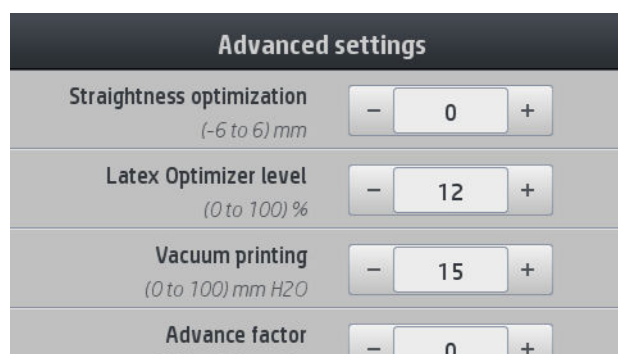 Advanced settings
Straightness optimization
(-6 to 6) mm
− 0 +
Latex Optimizer level
(0 to 100) %
− 12 +
Vacuum printing
(0 to 100) mm H2O
− 15 +
Advance factor
− 0 +